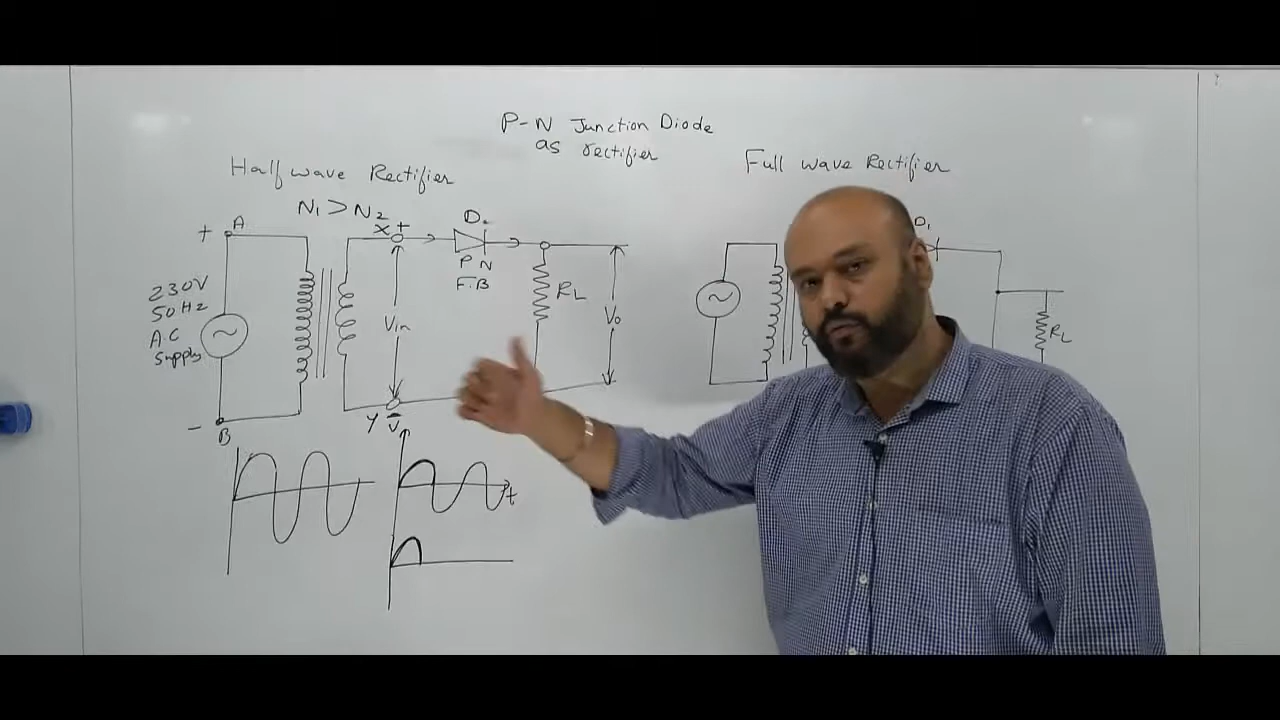 P-N Junction Diode
as rectifier
Half wave Rectifier
Full wave Rectifier
N1 > N2
+ A
X +
D1
P N
F.B
230V
50Hz
A.C
Supply
Vin
RL
Vo
- B
Y -
V
t
D1
RL